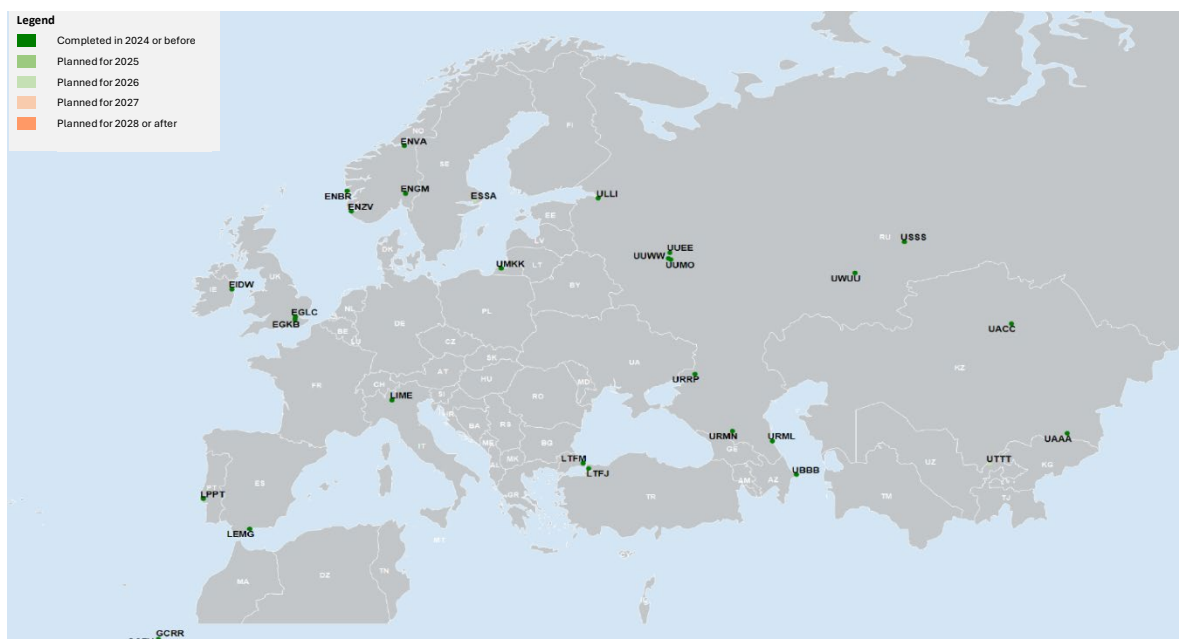 Legend
Completed in 2024 or before
Planned for 2025
Planned for 2026
Planned for 2027
Planned for 2028 or after
NO
FI
ENVA
SE
ENBR
ENGM
ESSA
ULLI
ENZV
EE
RU
USSS
UUEE
LV
UUWW
UUMO
DK
UMKK
LT
UWUU
UK
IE
EIDW
BY
NL
PL
EGLC
DE
EGKB
BE
UACC
LU
CZ
UA
SK
KZ
FR
CH
AT
HU
MD
URRP
LIME
SI
RO
HR
BA
RS
URMN
URML
UAAA
IT
ME
BG
GE
LTFM
UTTT
MK
UZ
KG
AL
LTFJ
UBBB
PT
ES
AM
AZ
LPPT
GR
TR
TM
TJ
LEMG
MT
MA
DZ
TN
GCRR